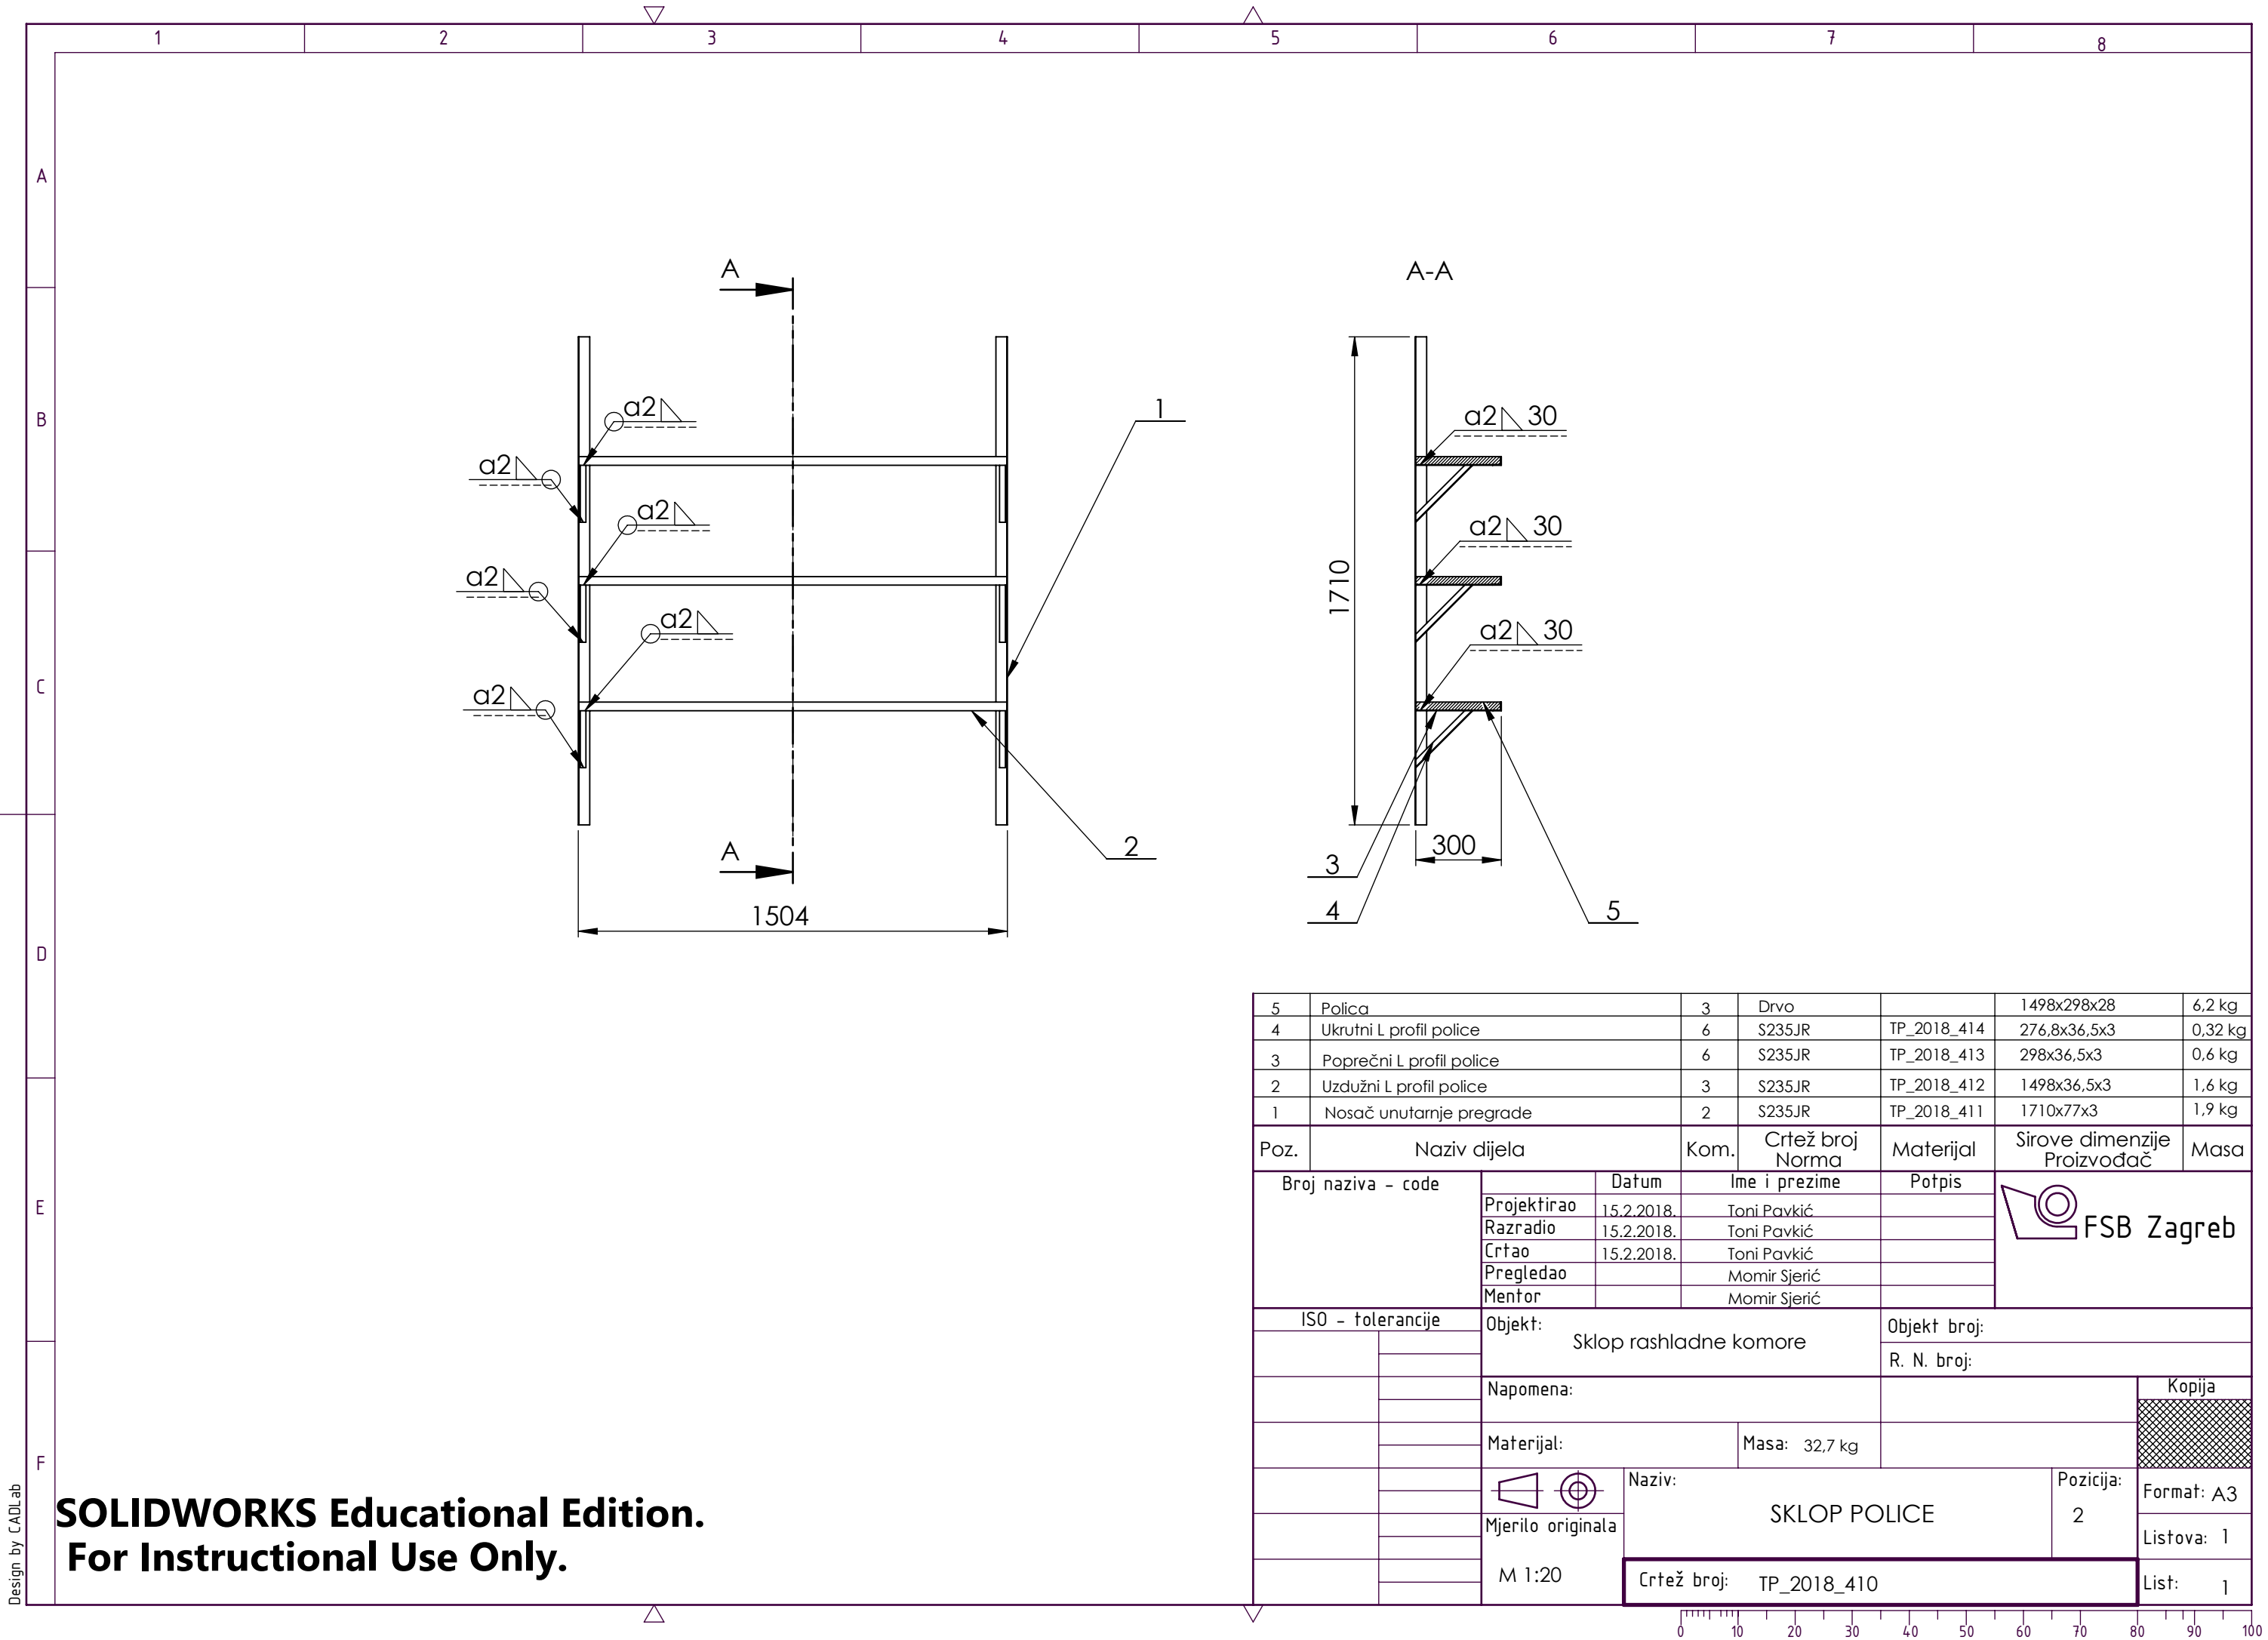 1 2 3 4 5 6 7 8
A
B
C
D
E
F
A
A-A
a2
a2
a2
a2
a2
a2
1
2
A
1504
a2 30
a2 30
a2 30
1710
300
3
4
5
5 Polica 3 Drvo 1498x298x28 6,2 kg
4 Ukrutni L profil police 6 S235JR TP_2018_414 276,8x36,5x3 0,32 kg
3 Poprečni L profil police 6 S235JR TP_2018_413 298x36,5x3 0,6 kg
2 Uzdužni L profil police 3 S235JR TP_2018_412 1498x36,5x3 1,6 kg
1 Nosač unutarnje pregrade 2 S235JR TP_2018_411 1710x77x3 1,9 kg
Poz. Naziv dijela Kom. Crtež broj Norma Materijal Sirove dimenzije Proizvođač Masa
Broj naziva - code
Datum Ime i prezime Potpis
Projektirao 15.2.2018. Toni Pavkić
Razradio 15.2.2018. Toni Pavkić
Crtao 15.2.2018. Toni Pavkić
Pregledao Momir Sjerić
Mentor Momir Sjerić
FSB Zagreb
ISO - tolerancije
Objekt: Sklop rashladne komore
Objekt broj:
R. N. broj:
Napomena:
Kopija
Materijal:
Masa: 32,7 kg
Naziv: SKLOP POLICE
Pozicija: 2
Format: A3
Mjerilo originala
M 1:20
Listova: 1
Crtež broj: TP_2018_410
List: 1
0 10 20 30 40 50 60 70 80 90 100
Design by CADLab
SOLIDWORKS Educational Edition.
For Instructional Use Only.